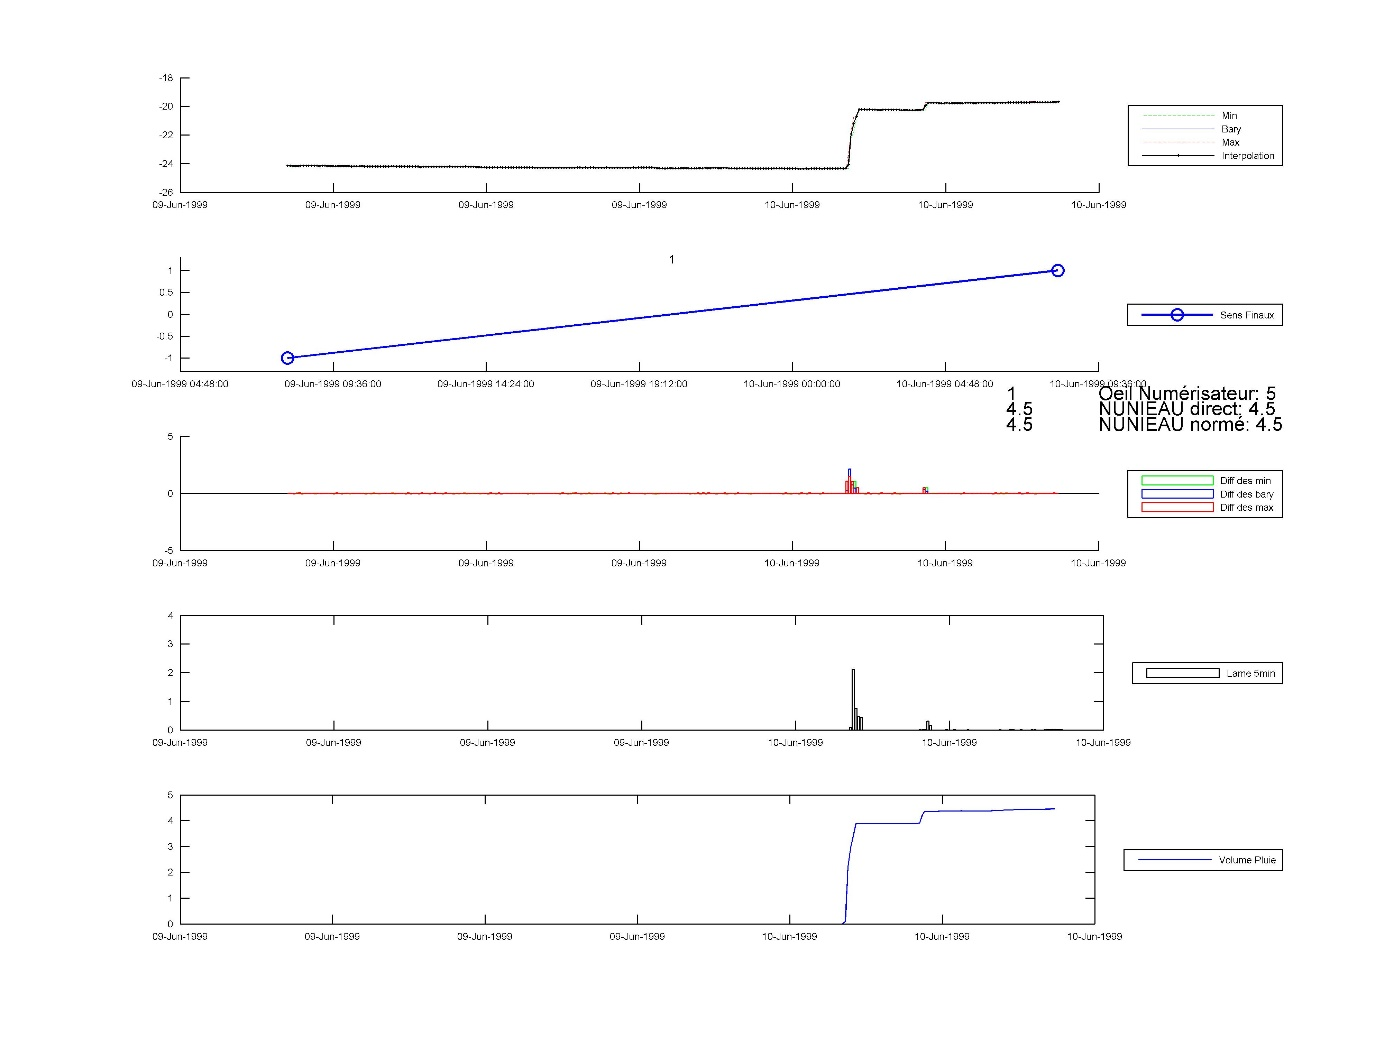 -18
-20
-22
-24
-26
09-Jun-1999 09-Jun-1999 09-Jun-1999 09-Jun-1999 10-Jun-1999 10-Jun-1999 10-Jun-1999
Min
Bary
Max
Interpolation
1
1
0.5
0
-0.5
-1
09-Jun-1999 04:48:00 09-Jun-1999 09:36:00 09-Jun-1999 14:24:00 09-Jun-1999 19:12:00 10-Jun-1999 00:00:00 10-Jun-1999 04:48:00 10-Jun-1999 09:36:00
Sens Finaux
1 Oeil Numérisateur: 5
4.5 NUNIEAU direct: 4.5
4.5 NUNIEAU normé: 4.5
5
0
-5
09-Jun-1999 09-Jun-1999 09-Jun-1999 09-Jun-1999 10-Jun-1999 10-Jun-1999 10-Jun-1999
Diff des min
Diff des bary
Diff des max
4
3
2
1
0
09-Jun-1999 09-Jun-1999 09-Jun-1999 09-Jun-1999 10-Jun-1999 10-Jun-1999 10-Jun-1999
Lame 5min
5
4
3
2
1
0
09-Jun-1999 09-Jun-1999 09-Jun-1999 09-Jun-1999 10-Jun-1999 10-Jun-1999 10-Jun-1999
Volume Pluie